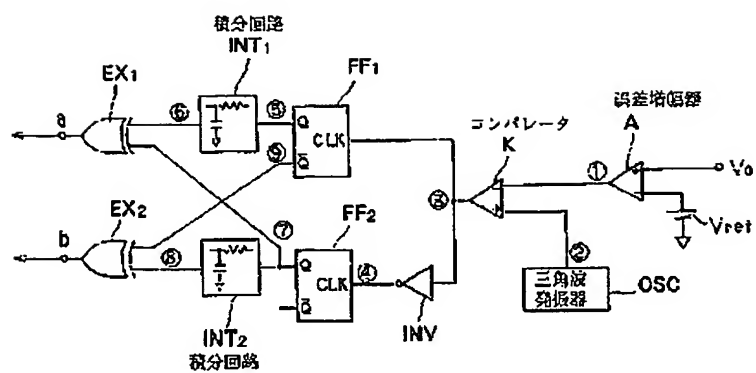 積分回路
INT₁
EX₁
FF₁
a
⑥
⑤
Q
CLK
Q̅
⑨
コンパレータ
K
誤差増幅器
A
①
Vo
③
Vret
②
三角波
発振器
OSC
EX₂
b
⑦
⑧
FF₂
Q
CLK
Q̅
④
INV
INT₂
積分回路